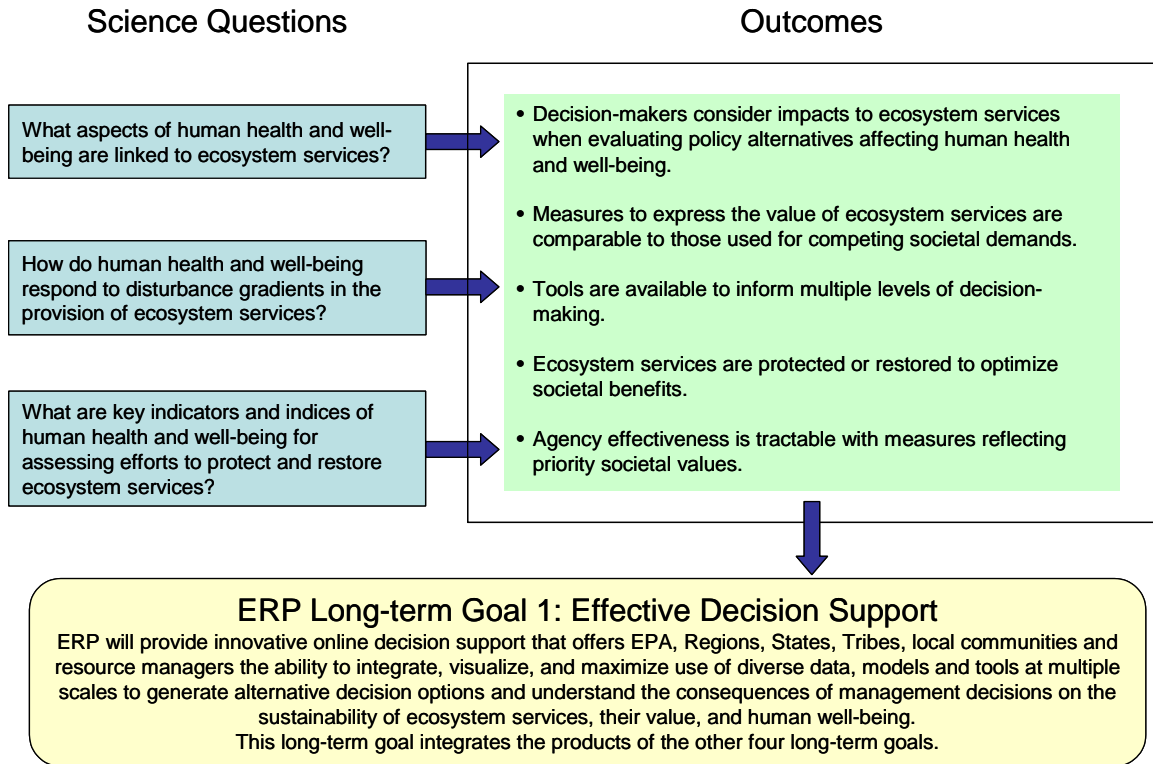 Science Questions
Outcomes
What aspects of human health and well-
being are linked to ecosystem services?
How do human health and well-being
respond to disturbance gradients in the
provision of ecosystem services?
What are key indicators and indices of
human health and well-being for
assessing efforts to protect and restore
ecosystem services?
• Decision-makers consider impacts to ecosystem services
when evaluating policy alternatives affecting human health
and well-being.
• Measures to express the value of ecosystem services are
comparable to those used for competing societal demands.
• Tools are available to inform multiple levels of decision-
making.
• Ecosystem services are protected or restored to optimize
societal benefits.
• Agency effectiveness is tractable with measures reflecting
priority societal values.
ERP Long-term Goal 1: Effective Decision Support
ERP will provide innovative online decision support that offers EPA, Regions, States, Tribes, local communities and
resource managers the ability to integrate, visualize, and maximize use of diverse data, models and tools at multiple
scales to generate alternative decision options and understand the consequences of management decisions on the
sustainability of ecosystem services, their value, and human well-being.
This long-term goal integrates the products of the other four long-term goals.